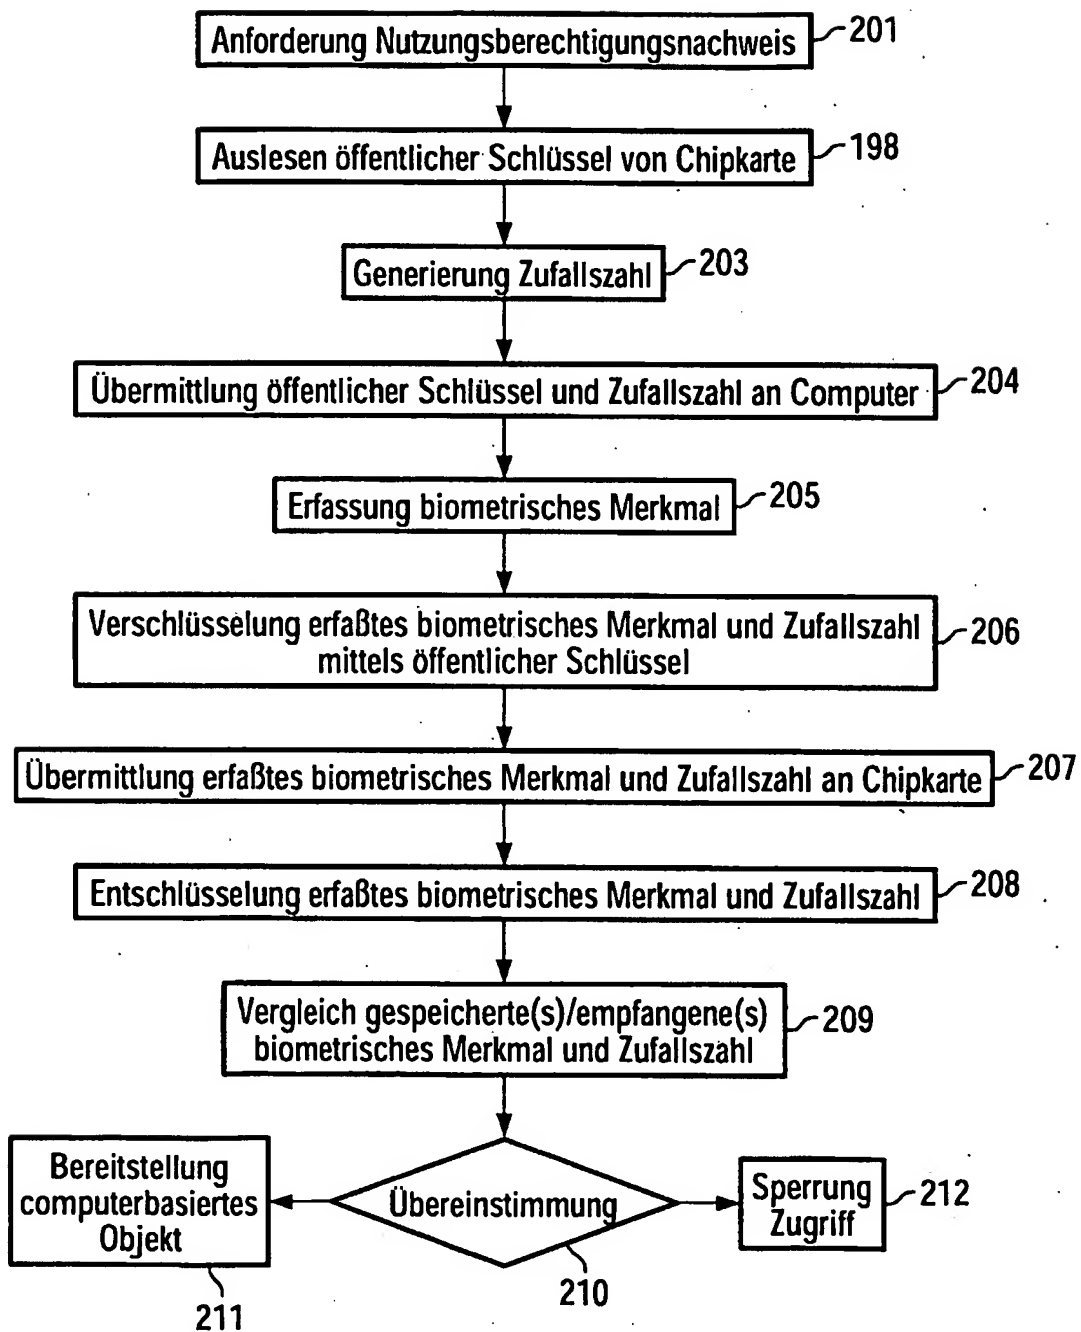 Anforderung Nutzungsberechtigungsnachweis
201
Auslesen öffentlicher Schlüssel von Chipkarte
198
Generierung Zufallszahl
203
Übermittlung öffentlicher Schlüssel und Zufallszahl an Computer
204
Erfassung biometrisches Merkmal
205
Verschlüsselung erfaßtes biometrisches Merkmal und Zufallszahl
mittels öffentlicher Schlüssel
206
Übermittlung erfaßtes biometrisches Merkmal und Zufallszahl an Chipkarte
207
Entschlüsselung erfaßtes biometrisches Merkmal und Zufallszahl
208
Vergleich gespeicherte(s)/empfangene(s)
biometrisches Merkmal und Zufallszahl
209
Bereitstellung
computerbasiertes
Objekt
211
Übereinstimmung
210
Sperrung
Zugriff
212